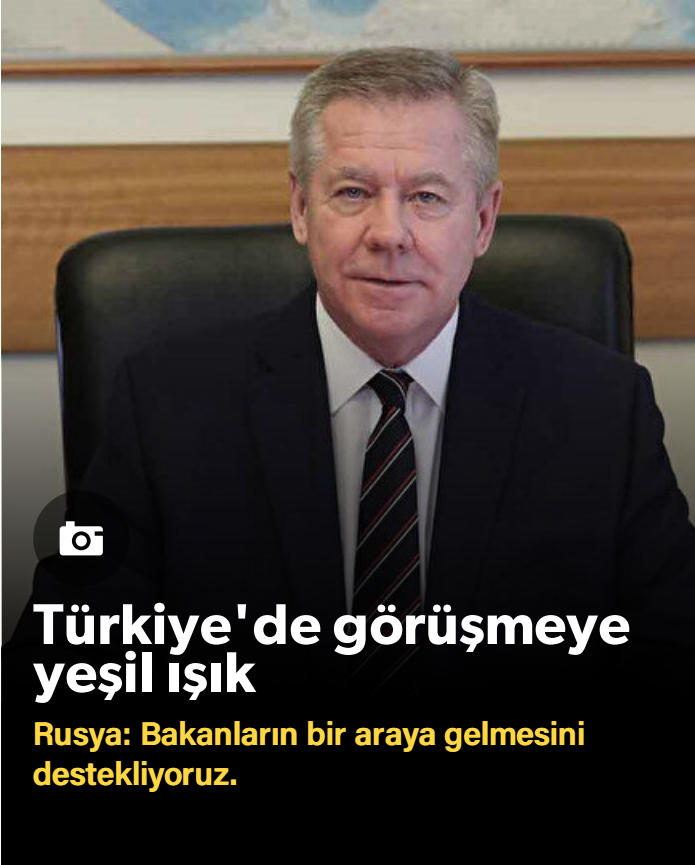 Türkiye'de görüşmeye
yeşil ışık
Rusya: Bakanların bir araya gelmesini
destekliyoruz.